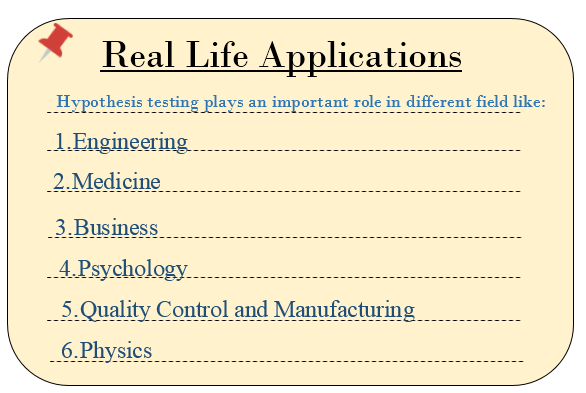 Real Life Applications
Hypothesis testing plays an important role in different field like:
1.Engineering
2.Medicine
3.Business
4.Psychology
5.Quality Control and Manufacturing
6.Physics